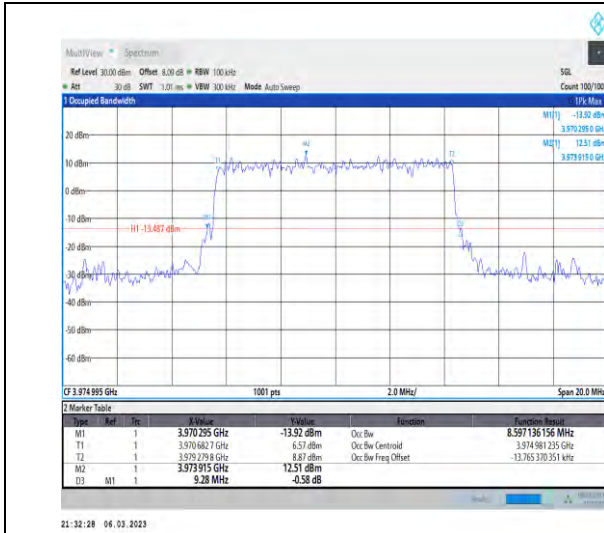 MultiView Spectrum
Ref Level 30.00 dBm Offset 8.00 dB RBW 100 kHz SGL
Att 30 dB SWT 1.01 ms VBW 300 kHz Mode Auto Sweep Count 100/100
1 Occupied Bandwidth 1Pk Max
M1[1] -13.92 dBm
3.970295 0 GHz
M2[1] 12.51 dBm
3.973915 0 GHz
20 dBm
M2
T1 T2
10 dBm
0 dBm
-10 dBm
H1 -13.487 dBm
-20 dBm
-30 dBm
-40 dBm
-50 dBm
-60 dBm
CF 3.974 995 GHz 1001 pts 2.0 MHz/ Span 20.0 MHz
2 Marker Table
Type Ref Trc X-Value Y-Value Function Function Result
M1 1 3.970295 GHz -13.92 dBm Occ Bw 8.597 136 156 MHz
T1 1 3.970 682 7 GHz 6.57 dBm Occ Bw Centroid 3.974 981 235 GHz
T2 1 3.979 279 8 GHz 8.87 dBm Occ Bw Freq Offset -13.765 370 351 kHz
M2 1 3.973915 GHz 12.51 dBm
D3 M1 1 9.28 MHz -0.58 dB
21:32:28 06.03.2023